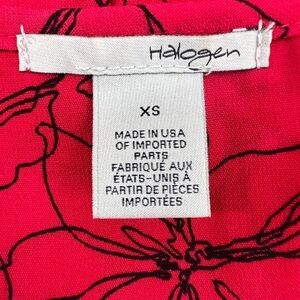 Halogen
XS
MADE IN USA
OF IMPORTED
PARTS
FABRIQUÉ AUX
ÉTATS-UNIS À
PARTIR DE PIÈCES
IMPORTÉES